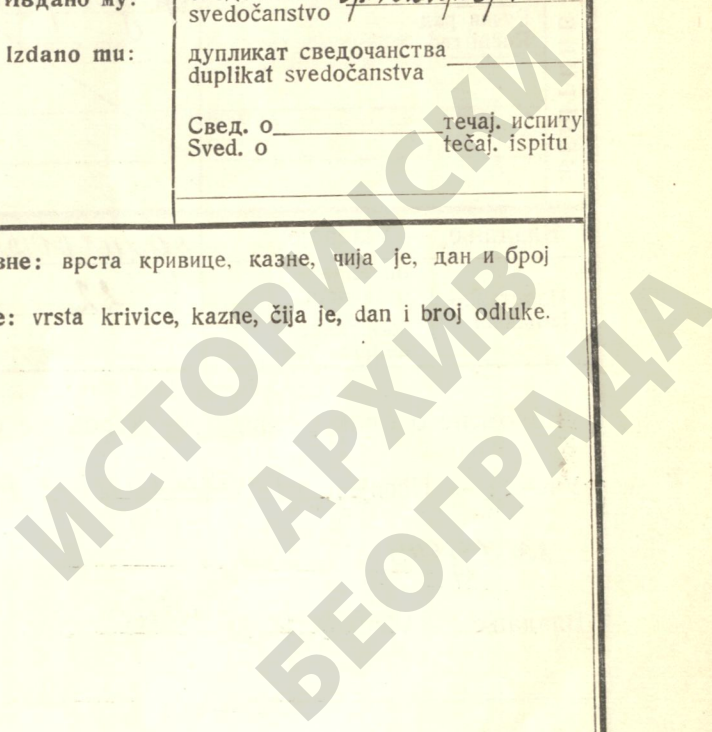 Издано му:
svedočanstvo
Izdano mu:
дупликат сведочанства
duplikat svedočanstva
Свед. о течај. испиту
Sved. o tečaj. ispitu
зне: врста кривице, казне, чија је, дан и број
e: vrsta krivice, kazne, čija je, dan i broj odluke.
ИСТОРИЈСКИ
АРХИВ
БЕОГРАДА